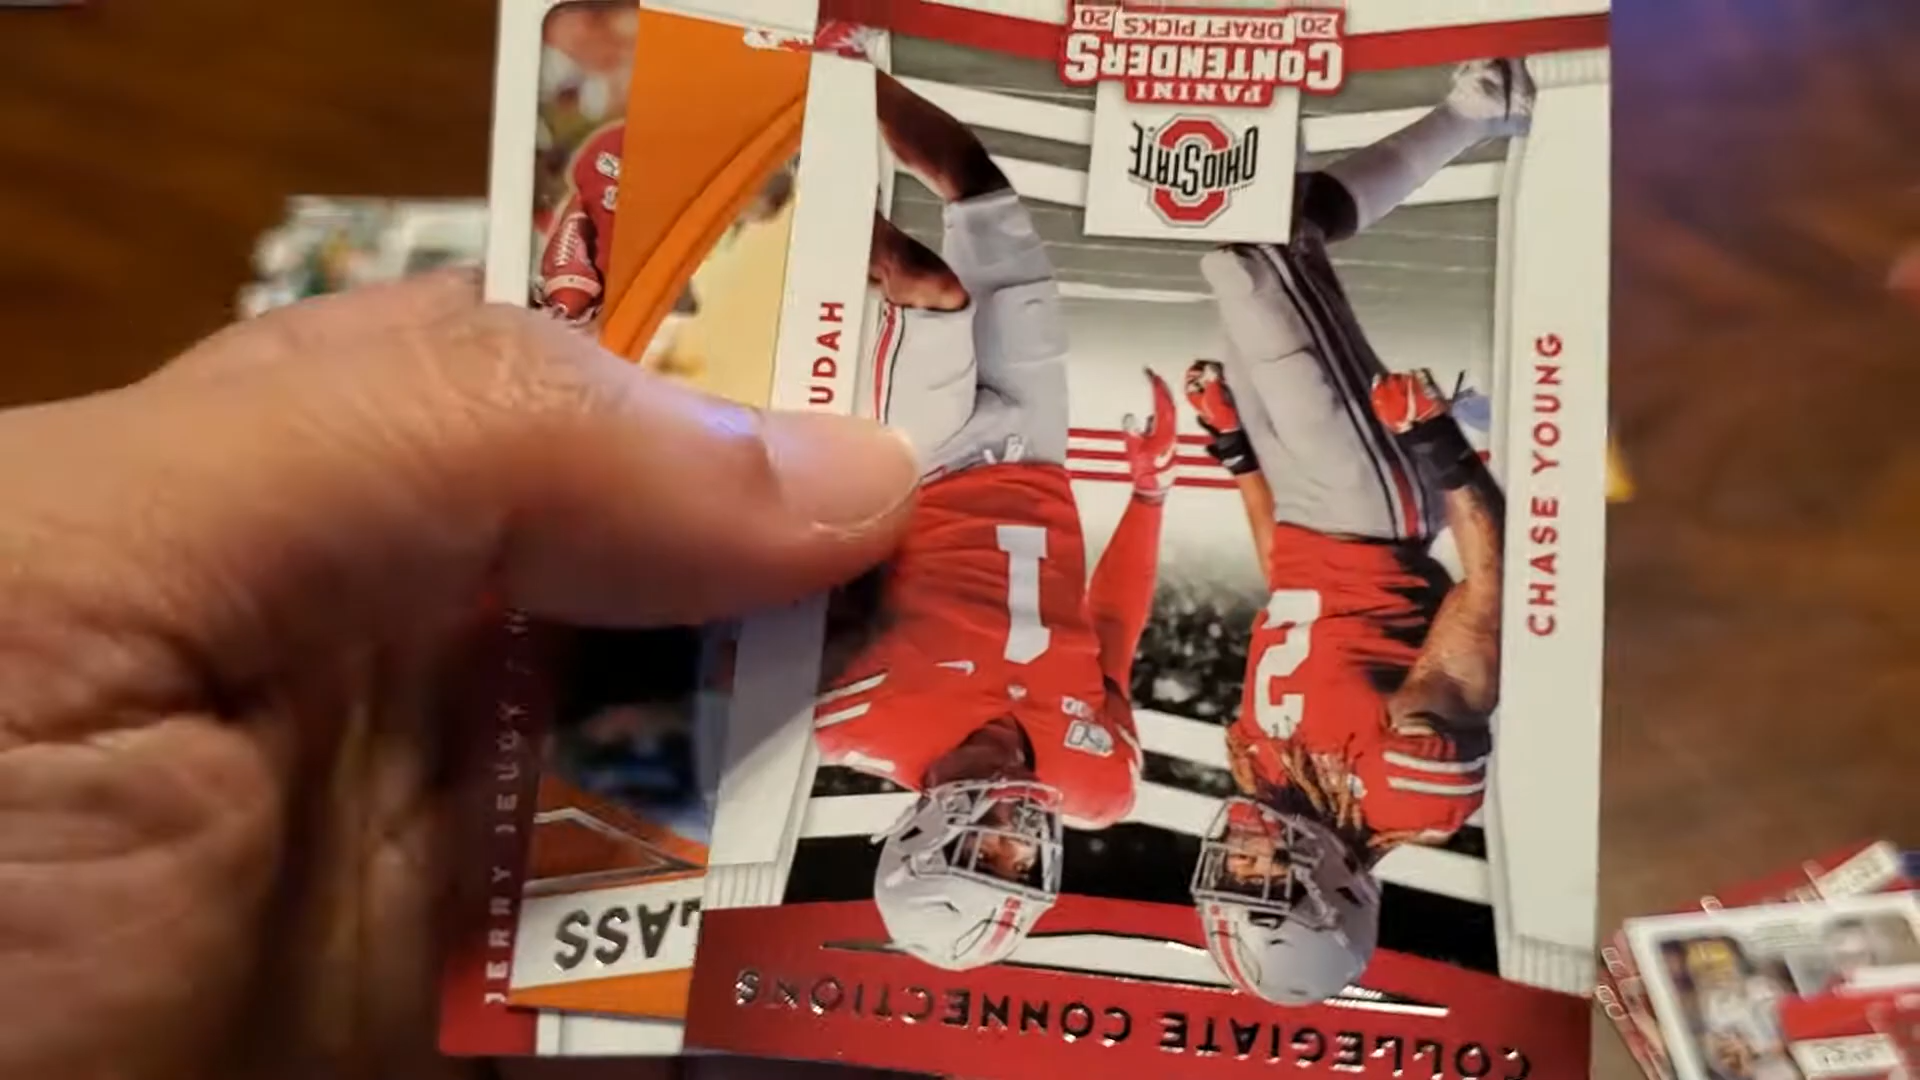 20 DRAFT PICKS 20
CONTENDERS
PANINI
OHIO STATE
UDAH
CHASE YOUNG
1
2
JERRY JEUDY
LASS
COLLEGIATE CONNECTIONS